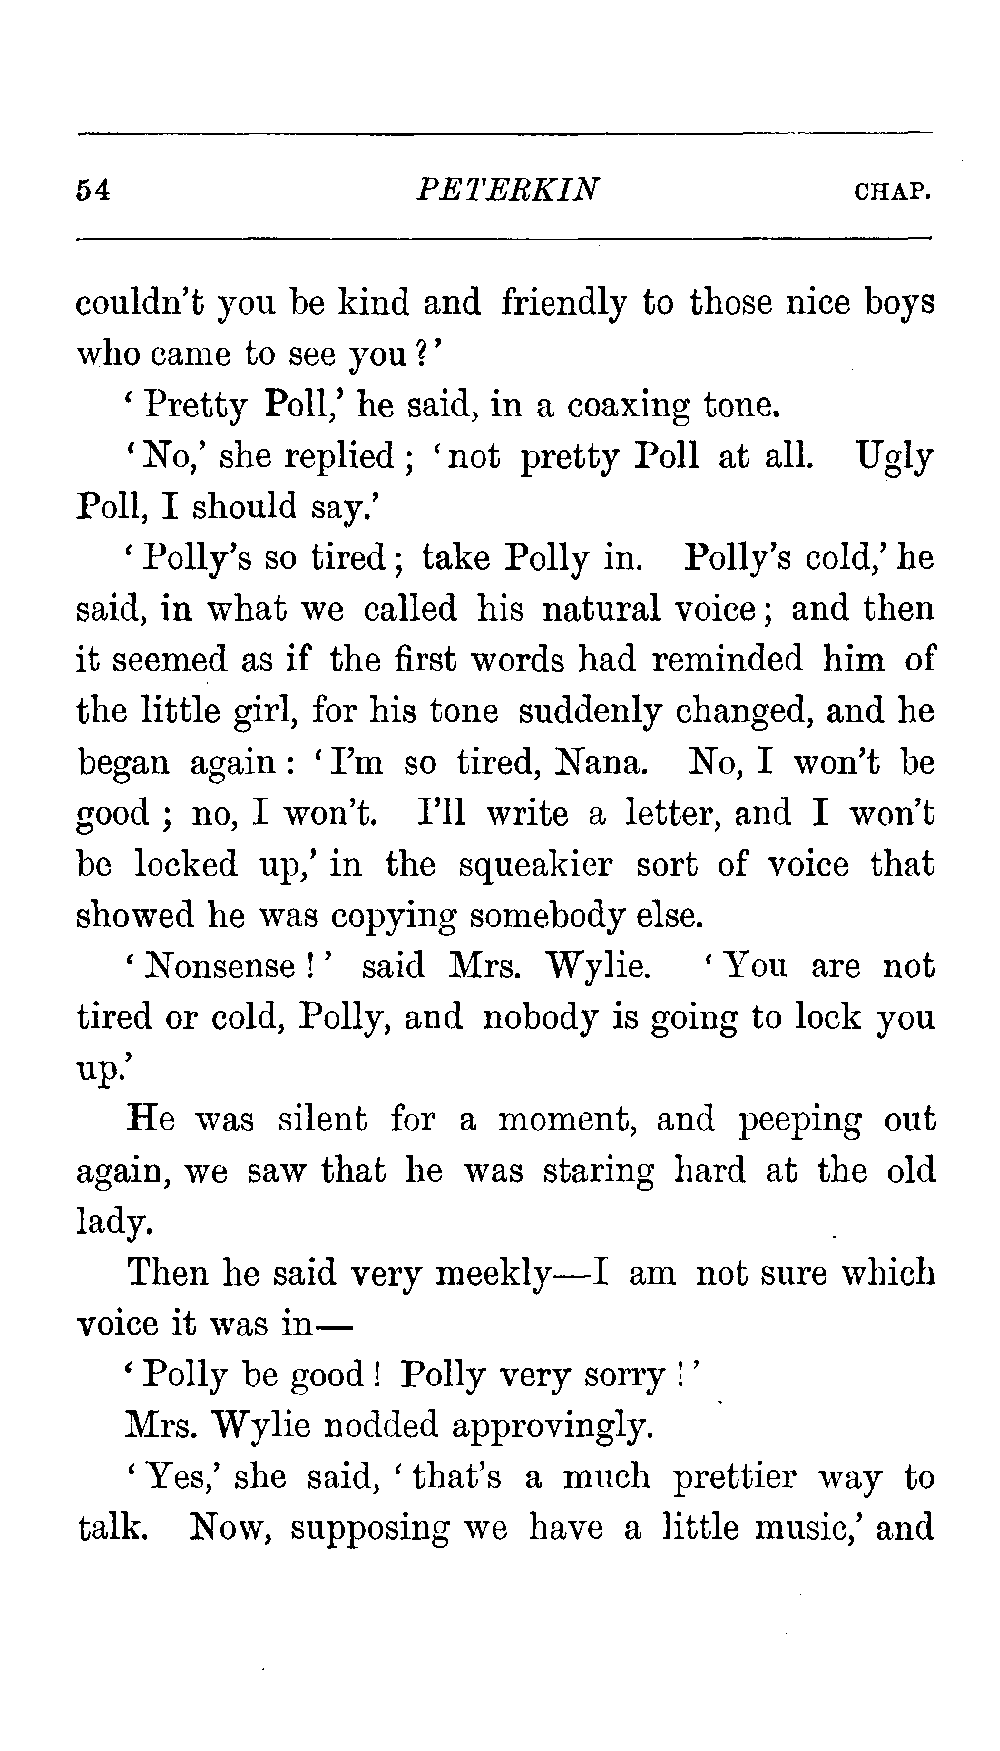 54 PETERKIN CHAP.
couldn't you be kind and friendly to those nice boys
who came to see you?'
'Pretty Poll,' he said, in a coaxing tone.
'No,' she replied; 'not pretty Poll at all. Ugly
Poll, I should say.'
'Polly's so tired; take Polly in. Polly's cold,' he
said, in what we called his natural voice; and then
it seemed as if the first words had reminded him of
the little girl, for his tone suddenly changed, and he
began again: 'I'm so tired, Nana. No, I won't be
good; no, I won't. I'll write a letter, and I won't
be locked up,' in the squeakier sort of voice that
showed he was copying somebody else.
'Nonsense!' said Mrs. Wylie. 'You are not
tired or cold, Polly, and nobody is going to lock you
up.'
He was silent for a moment, and peeping out
again, we saw that he was staring hard at the old
lady.
Then he said very meekly—I am not sure which
voice it was in—
'Polly be good! Polly very sorry!'
Mrs. Wylie nodded approvingly.
'Yes,' she said, 'that's a much prettier way to
talk. Now, supposing we have a little music,' and